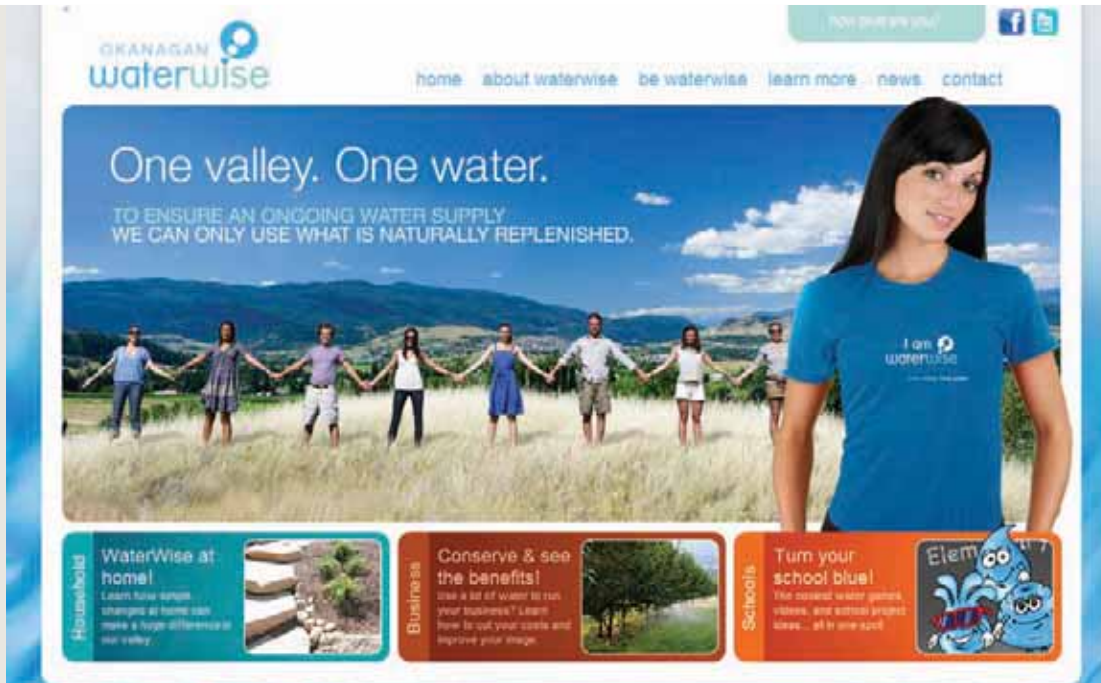 OKANAGAN
waterwise
how blue are you?
home about waterwise be waterwise learn more news contact
One valley. One water.
TO ENSURE AN ONGOING WATER SUPPLY
WE CAN ONLY USE WHAT IS NATURALLY REPLENISHED.
I am
waterwise
Household
WaterWise at
home!
Learn how simple
changes at home can
make a huge difference in
our valley.
Business
Conserve & see
the benefits!
Use a lot of water to run
your business? Learn
how to cut your costs and
improve your image.
Schools
Turn your
school blue!
The coolest water games,
videos, and school project
ideas... all in one spot!